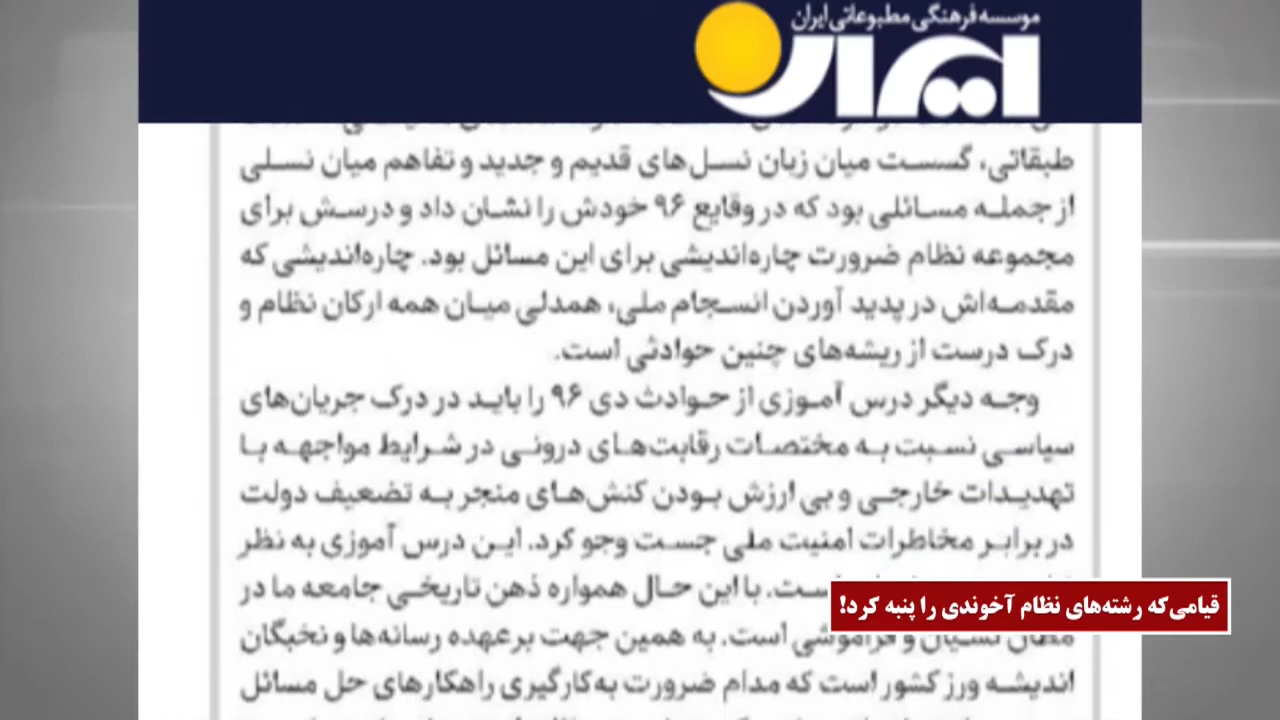 موسسه فرهنگی مطبوعاتی ایران
ایران
طبقاتی، گسست میان زبان نسل‌های قدیم و جدید و تفاهم میان نسلی
از جمله مسائلی بود که در وقایع ۹۶ خودش را نشان داد و درسش برای
مجموعه نظام ضرورت چاره‌اندیشی برای این مسائل بود. چاره‌اندیشی که
مقدمه‌اش در پدید آوردن انسجام ملی، همدلی میان همه ارکان نظام و
درک درست از ریشه‌های چنین حوادثی است.
وجه دیگر درس آموزی از حوادث دی ۹۶ را باید در درک جریان‌های
سیاسی نسبت به مختصات رقابت‌های درونی در شرایط مواجهه با
تهدیدات خارجی و بی ارزش بودن کنش‌های منجر به تضعیف دولت
در برابر مخاطرات امنیت ملی جست وجو کرد. این درس آموزی به نظر
با این حال همواره ذهن تاریخی جامعه ما در
قیامی‌که رشته‌های نظام آخوندی را پنبه کرد!
و فراموشی است. به همین جهت برعهده رسانه‌ها و نخبگان
اندیشه ورز کشور است که مدام ضرورت به‌کارگیری راهکارهای حل مسائل